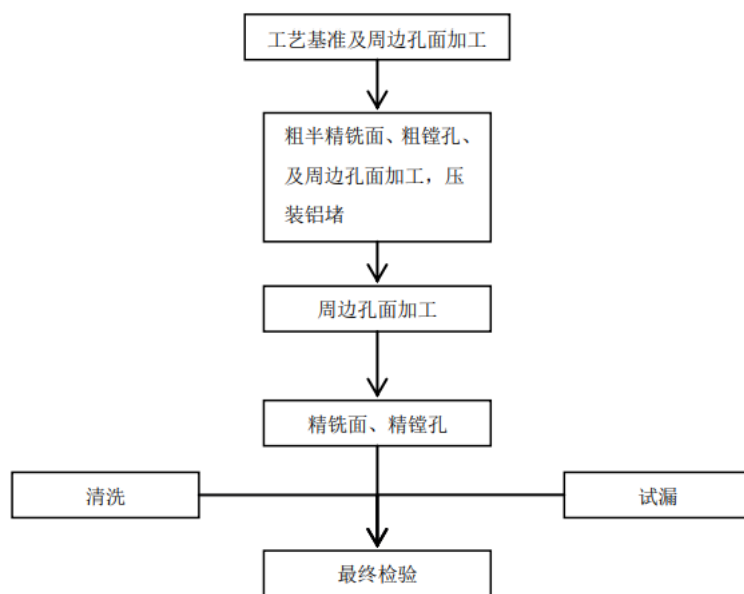 工艺基准及周边孔面加工
粗半精铣面、粗镗孔、
及周边孔面加工，压
装铝堵
周边孔面加工
精铣面、精镗孔
清洗
试漏
最终检验